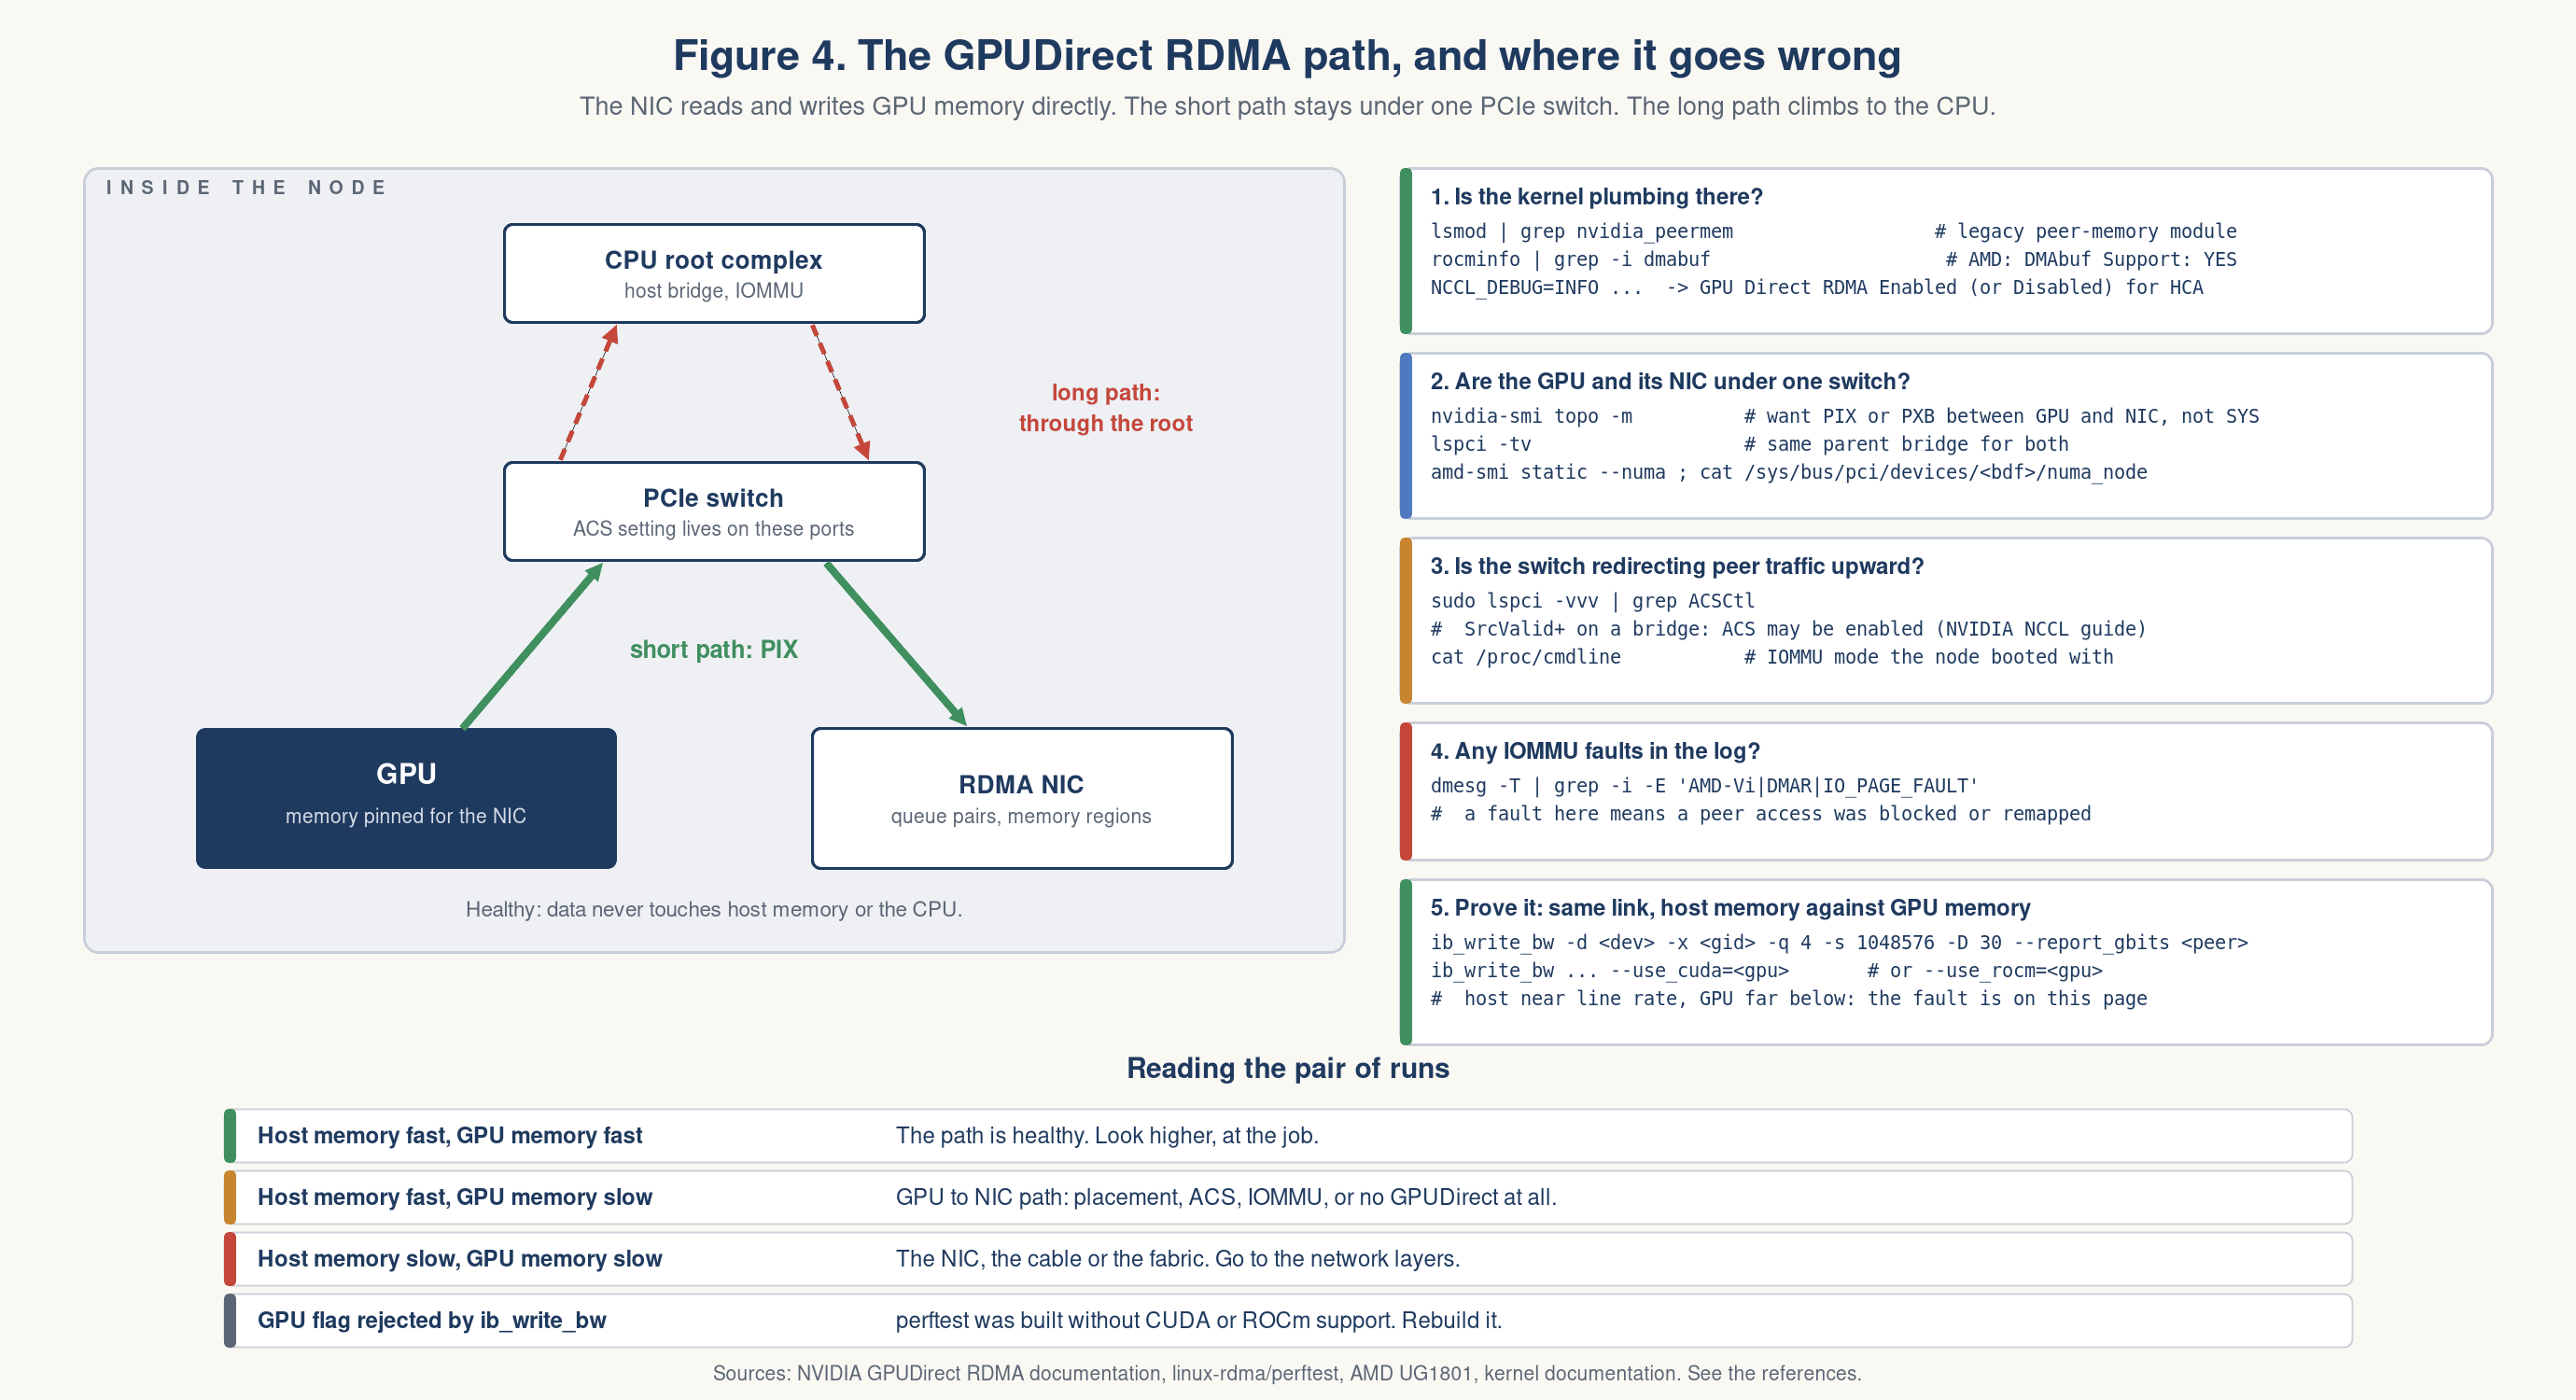 Figure 4. The GPUDirect RDMA path, and where it goes wrong
The NIC reads and writes GPU memory directly. The short path stays under one PCIe switch. The long path climbs to the CPU.
INSIDE THE NODE
CPU root complex
host bridge, IOMMU
long path:
through the root
PCIe switch
ACS setting lives on these ports
short path: PIX
GPU
memory pinned for the NIC
RDMA NIC
queue pairs, memory regions
Healthy: data never touches host memory or the CPU.
1. Is the kernel plumbing there?
lsmod | grep nvidia_peermem # legacy peer-memory module
rocminfo | grep -i dmabuf # AMD: DMAbuf Support: YES
NCCL_DEBUG=INFO ... -> GPU Direct RDMA Enabled (or Disabled) for HCA
2. Are the GPU and its NIC under one switch?
nvidia-smi topo -m # want PIX or PXB between GPU and NIC, not SYS
lspci -tv # same parent bridge for both
amd-smi static --numa ; cat /sys/bus/pci/devices/<bdf>/numa_node
3. Is the switch redirecting peer traffic upward?
sudo lspci -vvv | grep ACSCtl
# SrcValid+ on a bridge: ACS may be enabled (NVIDIA NCCL guide)
cat /proc/cmdline # IOMMU mode the node booted with
4. Any IOMMU faults in the log?
dmesg -T | grep -i -E 'AMD-Vi|DMAR|IO_PAGE_FAULT'
# a fault here means a peer access was blocked or remapped
5. Prove it: same link, host memory against GPU memory
ib_write_bw -d <dev> -x <gid> -q 4 -s 1048576 -D 30 --report_gbits <peer>
ib_write_bw ... --use_cuda=<gpu> # or --use_rocm=<gpu>
# host near line rate, GPU far below: the fault is on this page
Reading the pair of runs
Host memory fast, GPU memory fast The path is healthy. Look higher, at the job.
Host memory fast, GPU memory slow GPU to NIC path: placement, ACS, IOMMU, or no GPUDirect at all.
Host memory slow, GPU memory slow The NIC, the cable or the fabric. Go to the network layers.
GPU flag rejected by ib_write_bw perftest was built without CUDA or ROCm support. Rebuild it.
Sources: NVIDIA GPUDirect RDMA documentation, linux-rdma/perftest, AMD UG1801, kernel documentation. See the references.